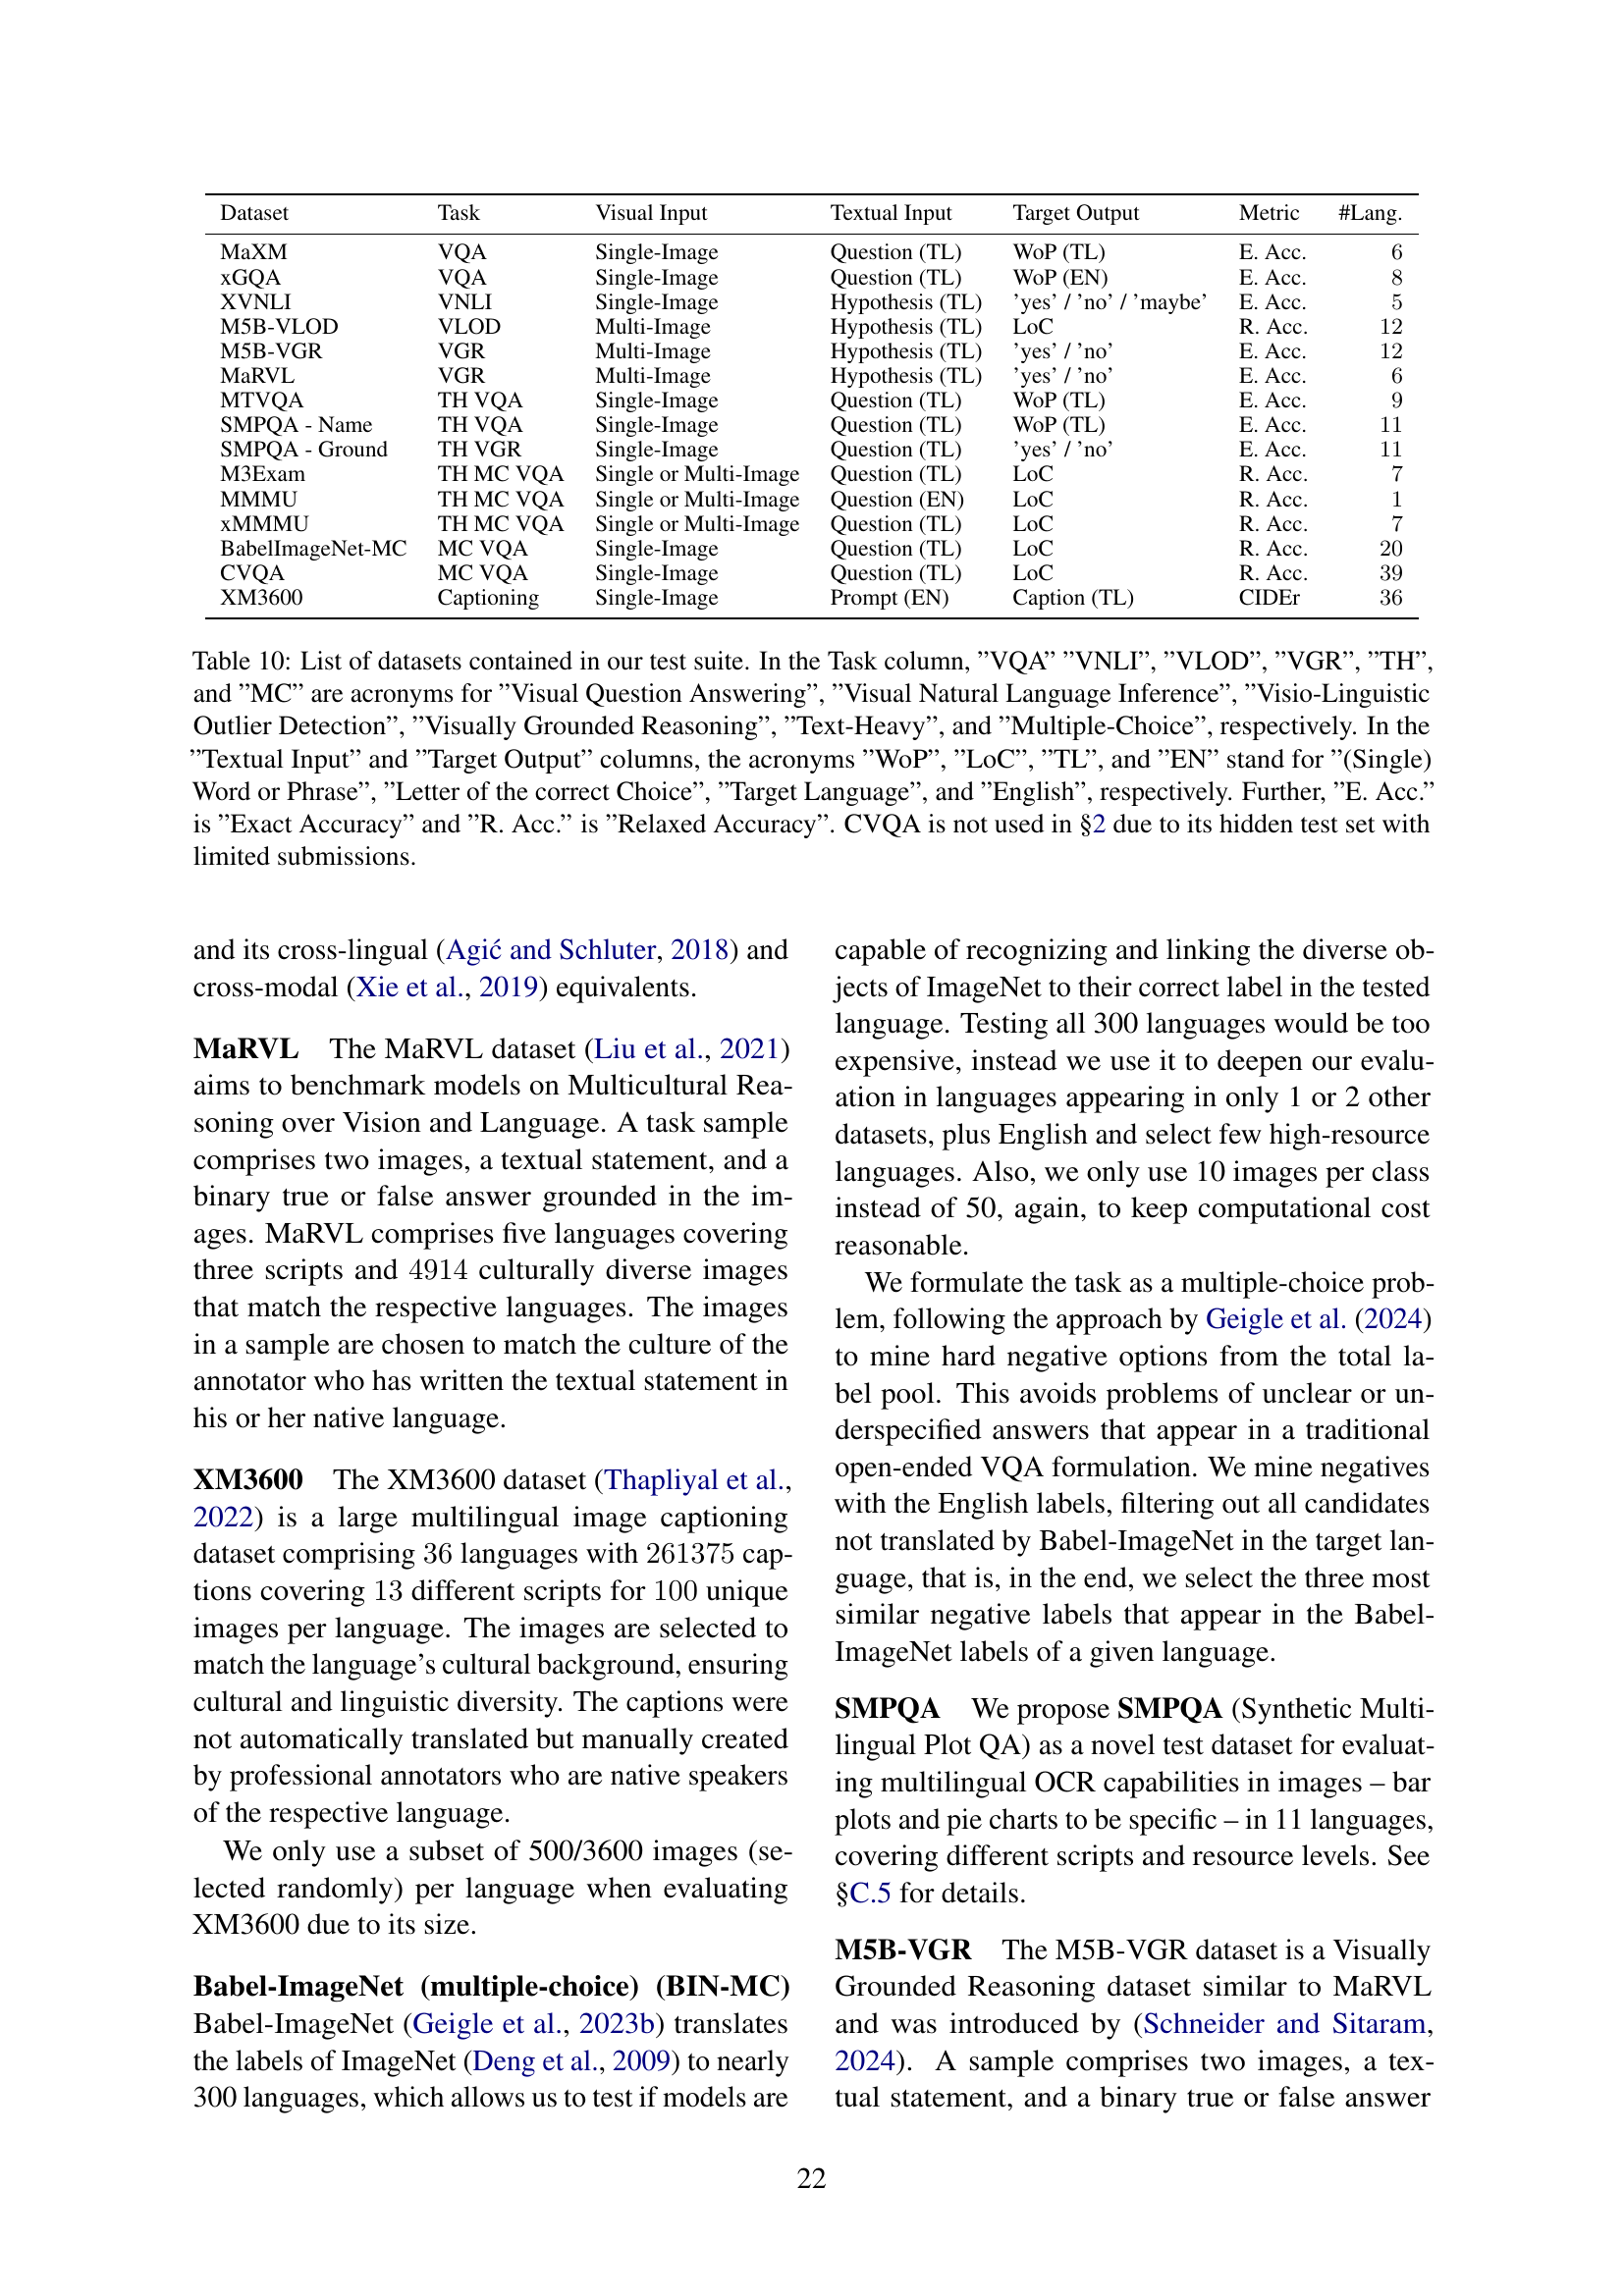 Dataset Task Visual Input Textual Input Target Output Metric #Lang.
MaXM VQA Single-Image Question (TL) WoP (TL) E. Acc. 6
xGQA VQA Single-Image Question (TL) WoP (EN) E. Acc. 8
XVNLI VNLI Single-Image Hypothesis (TL) ’yes’ / ’no’ / ’maybe’ E. Acc. 5
M5B-VLOD VLOD Multi-Image Hypothesis (TL) LoC R. Acc. 12
M5B-VGR VGR Multi-Image Hypothesis (TL) ’yes’ / ’no’ E. Acc. 12
MaRVL VGR Multi-Image Hypothesis (TL) ’yes’ / ’no’ E. Acc. 6
MTVQA TH VQA Single-Image Question (TL) WoP (TL) E. Acc. 9
SMPQA - Name TH VQA Single-Image Question (TL) WoP (TL) E. Acc. 11
SMPQA - Ground TH VGR Single-Image Question (TL) ’yes’ / ’no’ E. Acc. 11
M3Exam TH MC VQA Single or Multi-Image Question (TL) LoC R. Acc. 7
MMMU TH MC VQA Single or Multi-Image Question (EN) LoC R. Acc. 1
xMMMU TH MC VQA Single or Multi-Image Question (TL) LoC R. Acc. 7
BabelImageNet-MC MC VQA Single-Image Question (TL) LoC R. Acc. 20
CVQA MC VQA Single-Image Question (TL) LoC R. Acc. 39
XM3600 Captioning Single-Image Prompt (EN) Caption (TL) CIDEr 36
Table 10: List of datasets contained in our test suite. In the Task column, ”VQA” ”VNLI”, ”VLOD”, ”VGR”, ”TH”,
and ”MC” are acronyms for ”Visual Question Answering”, ”Visual Natural Language Inference”, ”Visio-Linguistic
Outlier Detection”, ”Visually Grounded Reasoning”, ”Text-Heavy”, and ”Multiple-Choice”, respectively. In the
”Textual Input” and ”Target Output” columns, the acronyms ”WoP”, ”LoC”, ”TL”, and ”EN” stand for ”(Single)
Word or Phrase”, ”Letter of the correct Choice”, ”Target Language”, and ”English”, respectively. Further, ”E. Acc.”
is ”Exact Accuracy” and ”R. Acc.” is ”Relaxed Accuracy”. CVQA is not used in §2 due to its hidden test set with
limited submissions.
and its cross-lingual (Agić and Schluter, 2018) and
cross-modal (Xie et al., 2019) equivalents.
MaRVL The MaRVL dataset (Liu et al., 2021)
aims to benchmark models on Multicultural Rea-
soning over Vision and Language. A task sample
comprises two images, a textual statement, and a
binary true or false answer grounded in the im-
ages. MaRVL comprises five languages covering
three scripts and 4914 culturally diverse images
that match the respective languages. The images
in a sample are chosen to match the culture of the
annotator who has written the textual statement in
his or her native language.
XM3600 The XM3600 dataset (Thapliyal et al.,
2022) is a large multilingual image captioning
dataset comprising 36 languages with 261375 cap-
tions covering 13 different scripts for 100 unique
images per language. The images are selected to
match the language’s cultural background, ensuring
cultural and linguistic diversity. The captions were
not automatically translated but manually created
by professional annotators who are native speakers
of the respective language.
We only use a subset of 500/3600 images (se-
lected randomly) per language when evaluating
XM3600 due to its size.
Babel-ImageNet (multiple-choice) (BIN-MC)
Babel-ImageNet (Geigle et al., 2023b) translates
the labels of ImageNet (Deng et al., 2009) to nearly
300 languages, which allows us to test if models are
capable of recognizing and linking the diverse ob-
jects of ImageNet to their correct label in the tested
language. Testing all 300 languages would be too
expensive, instead we use it to deepen our evalu-
ation in languages appearing in only 1 or 2 other
datasets, plus English and select few high-resource
languages. Also, we only use 10 images per class
instead of 50, again, to keep computational cost
reasonable.
We formulate the task as a multiple-choice prob-
lem, following the approach by Geigle et al. (2024)
to mine hard negative options from the total la-
bel pool. This avoids problems of unclear or un-
derspecified answers that appear in a traditional
open-ended VQA formulation. We mine negatives
with the English labels, filtering out all candidates
not translated by Babel-ImageNet in the target lan-
guage, that is, in the end, we select the three most
similar negative labels that appear in the Babel-
ImageNet labels of a given language.
SMPQA We propose SMPQA (Synthetic Multi-
lingual Plot QA) as a novel test dataset for evaluat-
ing multilingual OCR capabilities in images – bar
plots and pie charts to be specific – in 11 languages,
covering different scripts and resource levels. See
§C.5 for details.
M5B-VGR The M5B-VGR dataset is a Visually
Grounded Reasoning dataset similar to MaRVL
and was introduced by (Schneider and Sitaram,
2024). A sample comprises two images, a tex-
tual statement, and a binary true or false answer
22